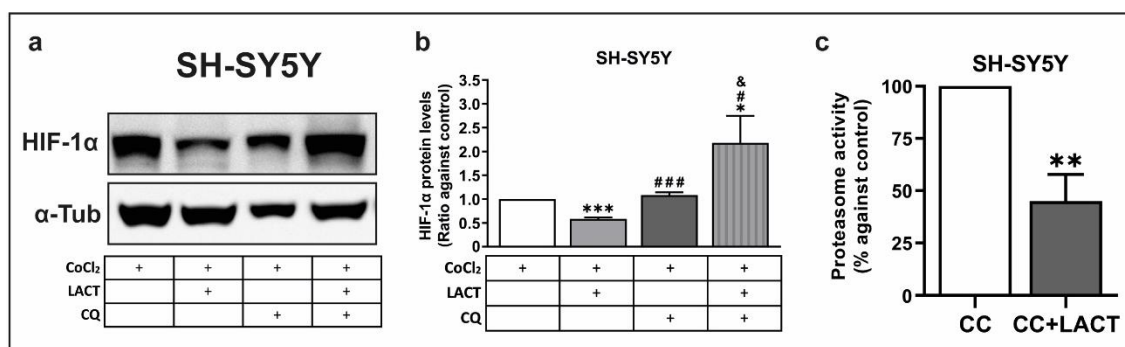 a
SH-SY5Y
HIF-1α
α-Tub
CoCl₂ + + + +
LACT + +
CQ + +
b
SH-SY5Y
HIF-1α protein levels
(Ratio against control)
3.5
3.0
2.5
2.0
1.5
1.0
0.5
0.0
***
###
&
#
*
CoCl₂ + + + +
LACT + +
CQ + +
c
SH-SY5Y
Proteasome activity
(% against control)
100
75
50
25
0
**
CC CC+LACT